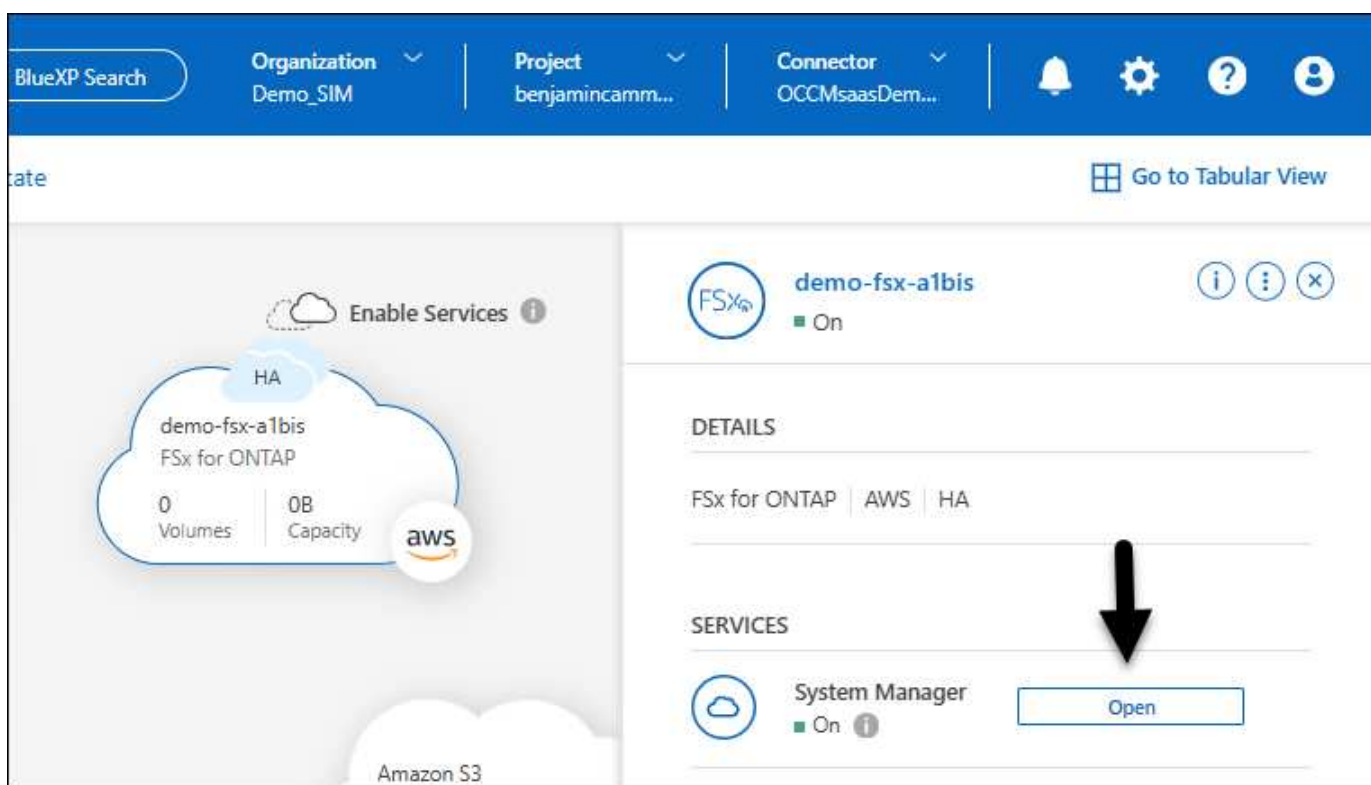 BlueXP Search
Organization
Demo_SIM
Project
benjamincamm...
Connector
OCCMsaasDem...
tate
Go to Tabular View
Enable Services
HA
demo-fsx-a1bis
FSx for ONTAP
0
Volumes
0B
Capacity
aws
Amazon S3
FSx
demo-fsx-a1bis
On
DETAILS
FSx for ONTAP | AWS | HA
SERVICES
System Manager
On
Open